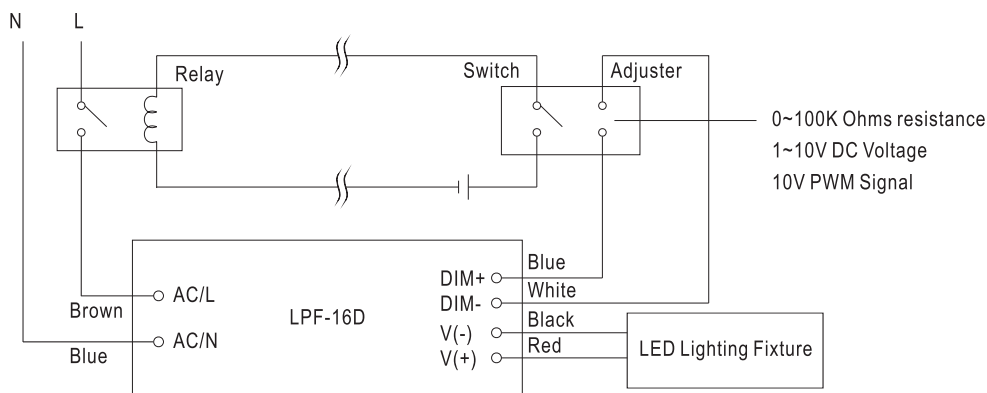 N
L
Relay
Switch
Adjuster
0~100K Ohms resistance
1~10V DC Voltage
10V PWM Signal
Brown
Blue
AC/L
AC/N
LPF-16D
DIM+
DIM-
V(-)
V(+)
Blue
White
Black
Red
LED Lighting Fixture